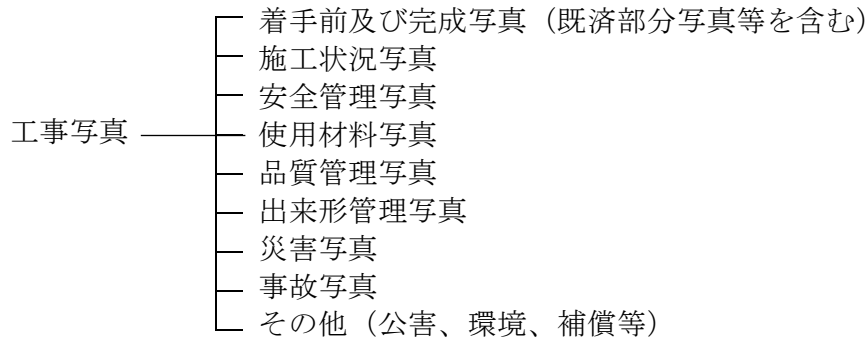 着手前及び完成写真（既済部分写真等を含む）
施工状況写真
安全管理写真
工事写真
使用材料写真
品質管理写真
出来形管理写真
災害写真
事故写真
その他（公害、環境、補償等）